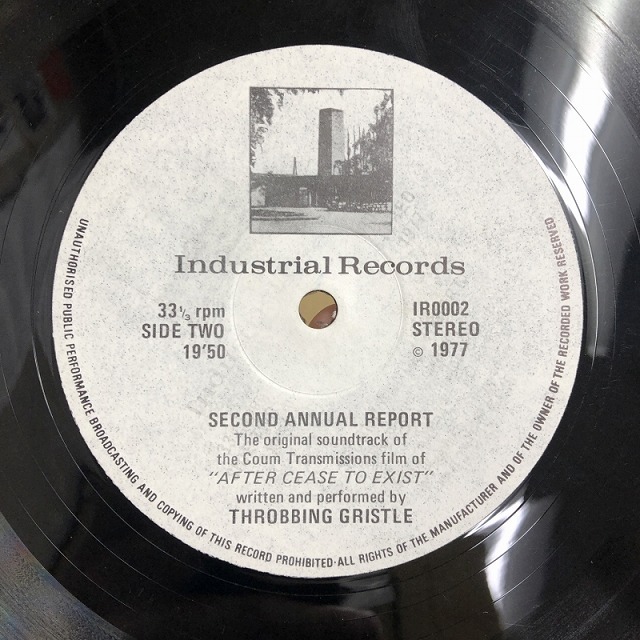 Industrial Records
33⅓ rpm
SIDE TWO
19'50
IR0002
STEREO
© 1977
SECOND ANNUAL REPORT
The original soundtrack of
the Coum Transmissions film of
"AFTER CEASE TO EXIST"
written and performed by
THROBBING GRISTLE
UNAUTHORISED PUBLIC PERFORMANCE BROADCASTING AND COPYING OF THIS RECORD PROHIBITED·ALL RIGHTS OF THE MANUFACTURER AND OF THE OWNER OF THE RECORDED WORK RESERVED